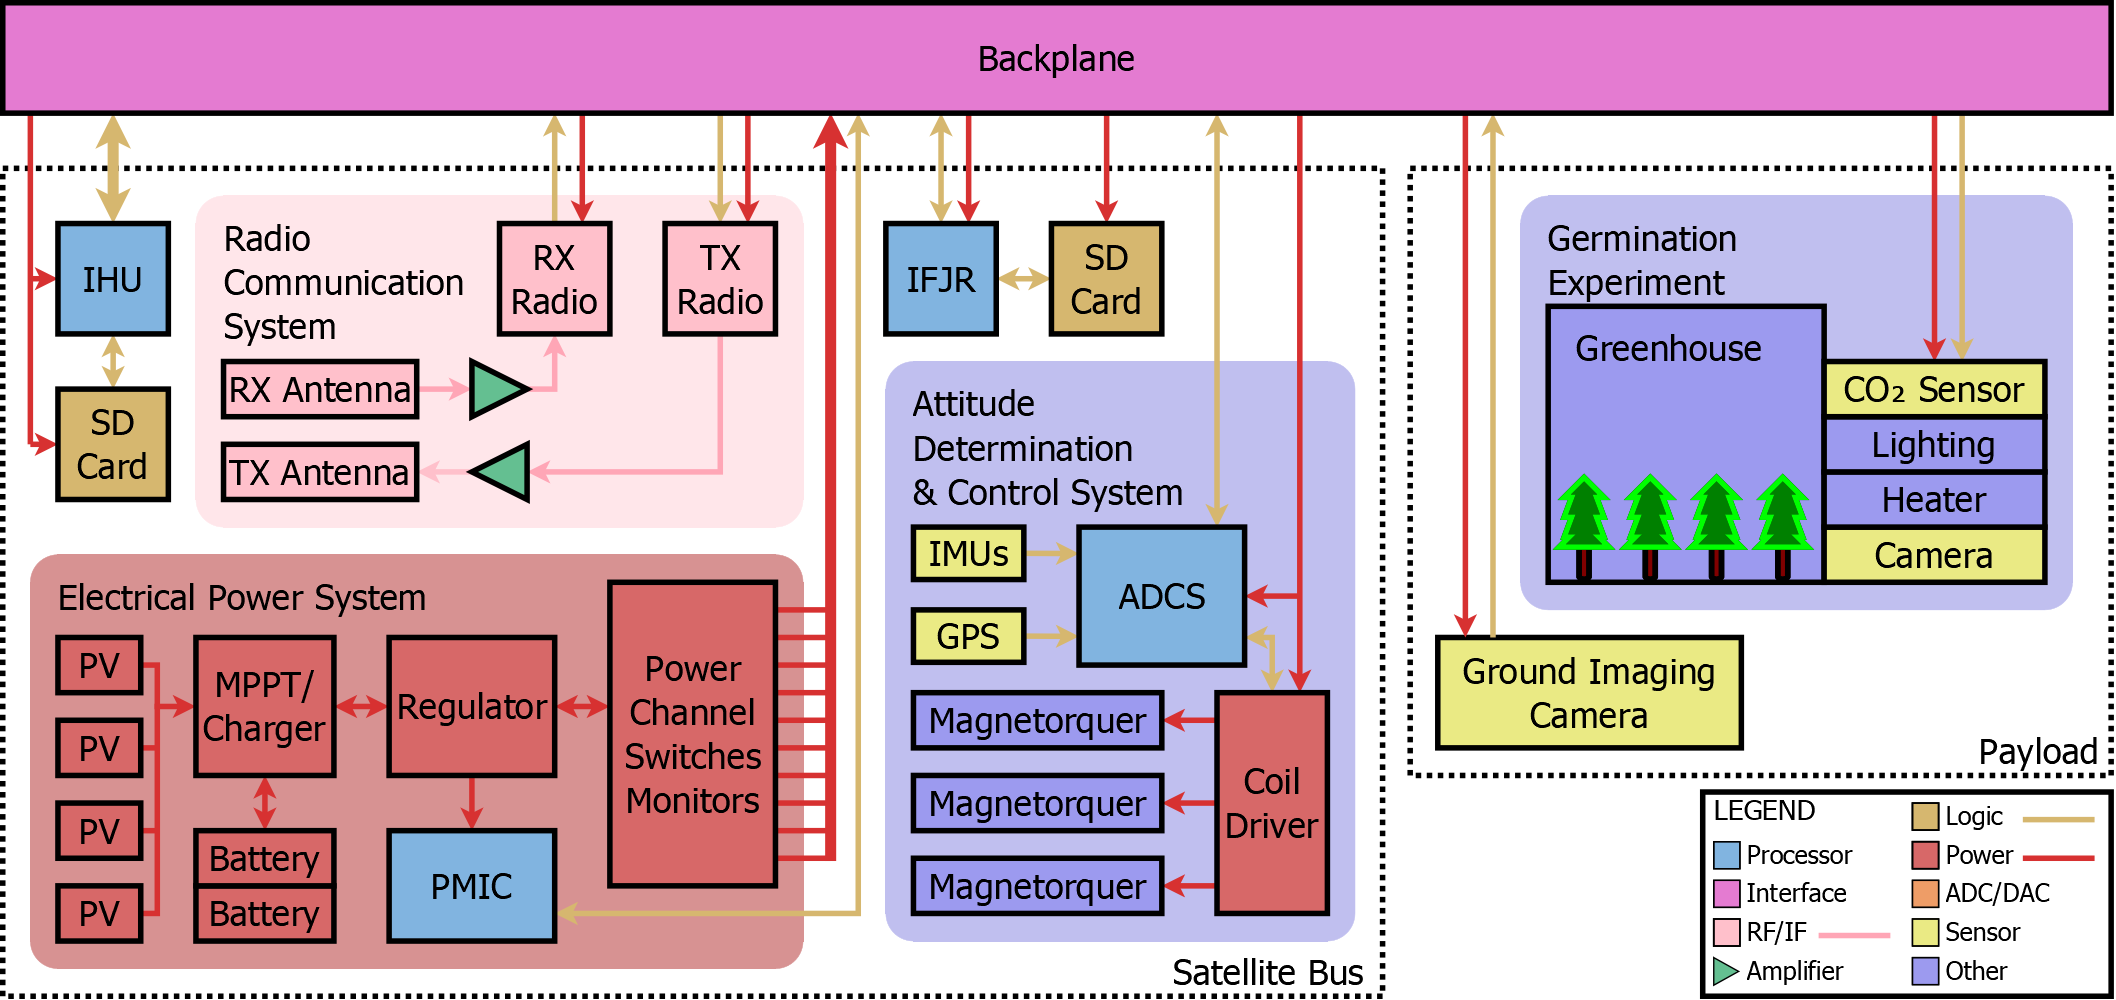 Backplane
IHU
SD
Card
Radio
Communication
System
RX
Radio
TX
Radio
RX Antenna
TX Antenna
IFJR
SD
Card
Attitude
Determination
& Control System
IMUs
GPS
ADCS
Magnetorquer
Magnetorquer
Magnetorquer
Coil
Driver
Electrical Power System
PV
PV
PV
PV
MPPT/
Charger
Battery
Battery
Regulator
PMIC
Power
Channel
Switches
Monitors
Satellite Bus
Germination
Experiment
Greenhouse
CO₂ Sensor
Lighting
Heater
Camera
Ground Imaging
Camera
Payload
LEGEND
Processor
Interface
RF/IF
Amplifier
Logic
Power
ADC/DAC
Sensor
Other